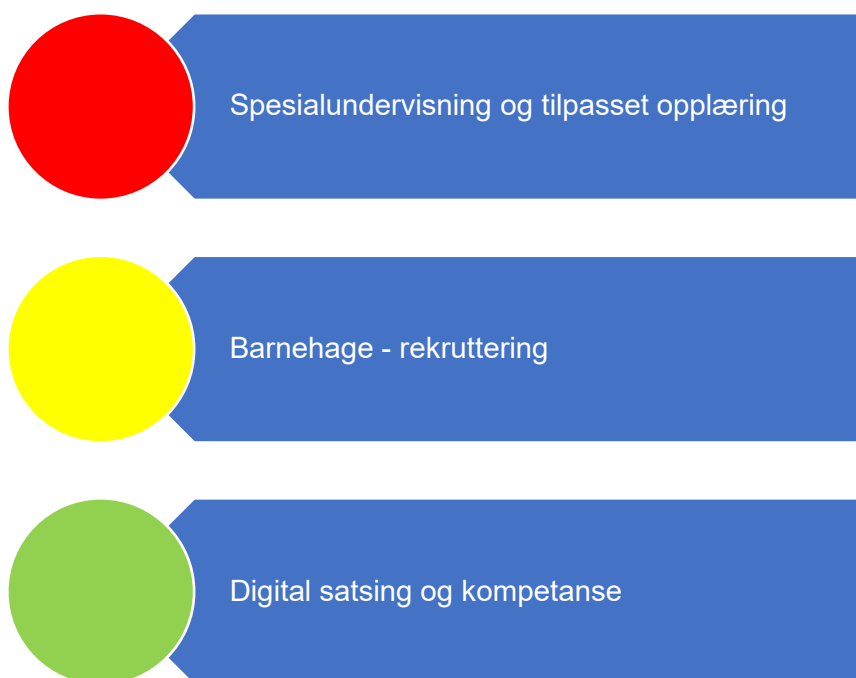 Spesialundervisning og tilpasset opplæring
Barnehage - rekruttering
Digital satsing og kompetanse